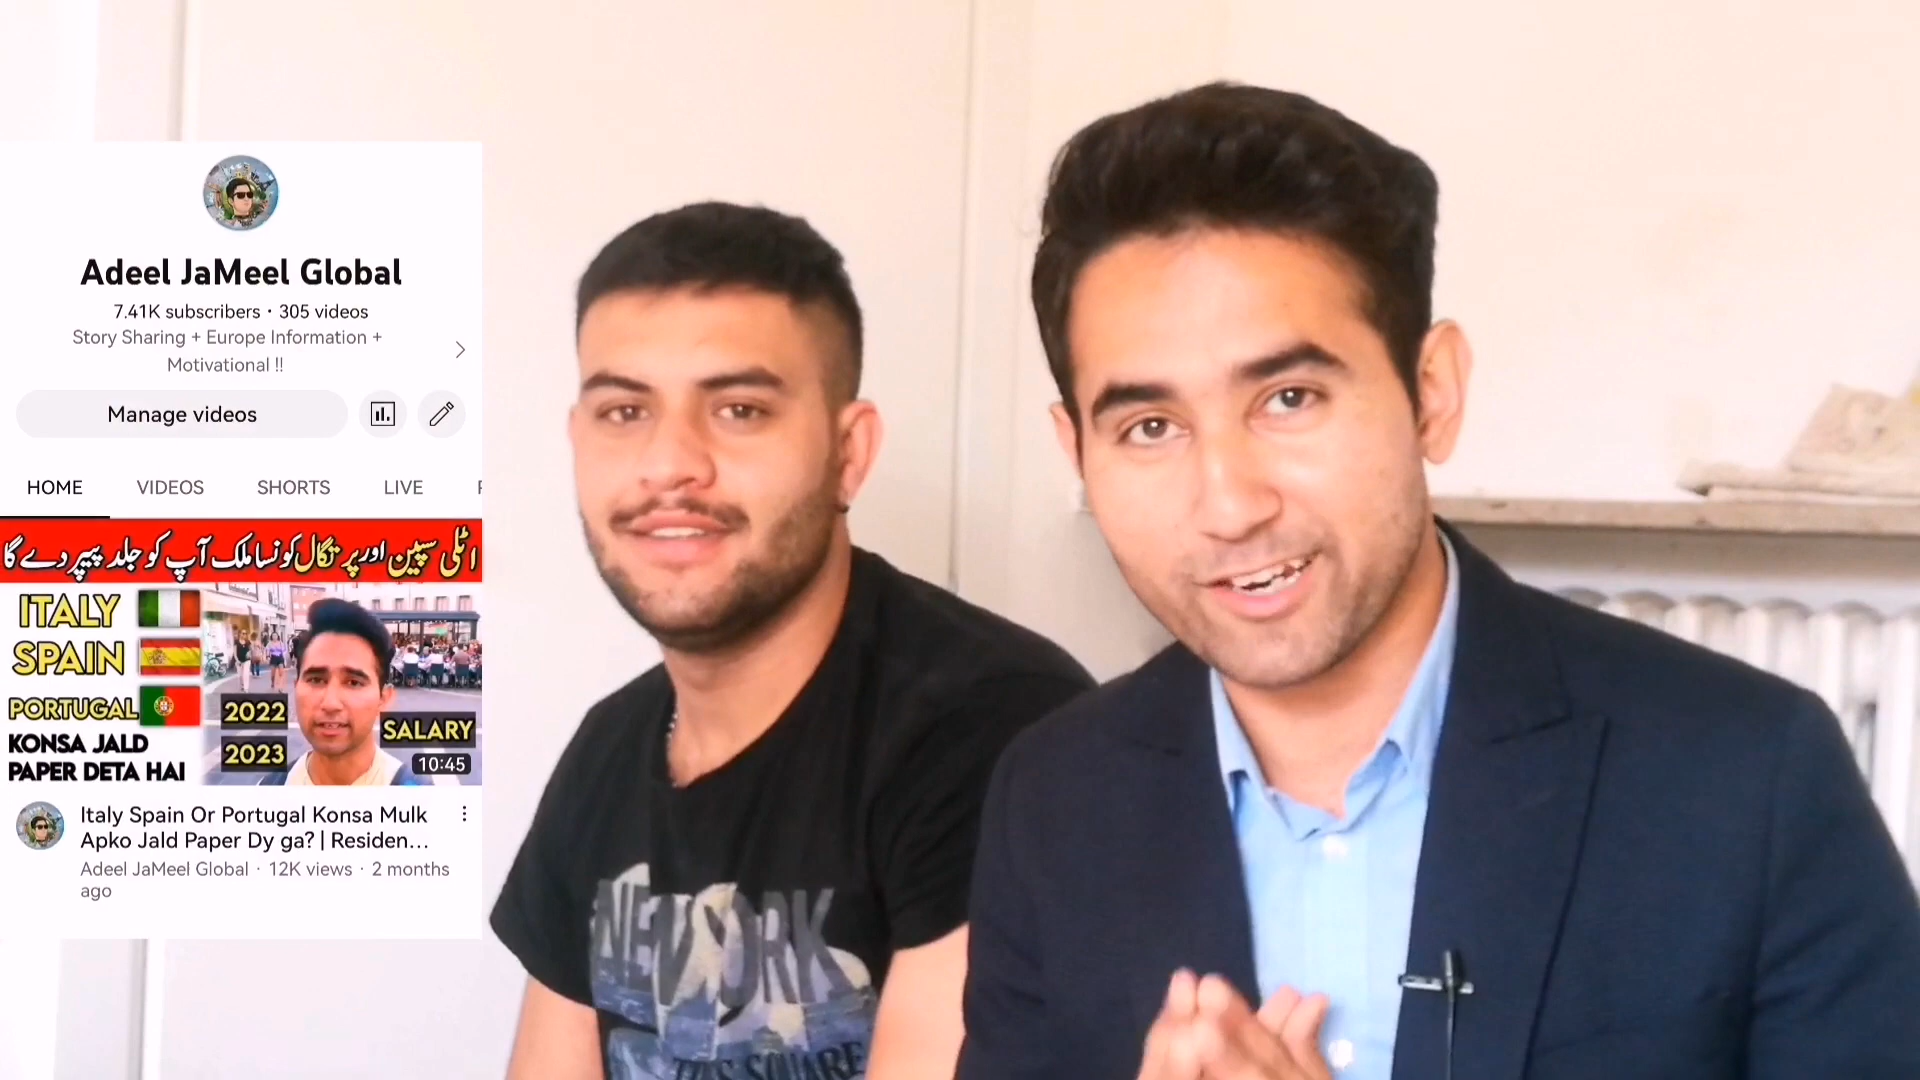 Adeel JaMeel Global
7.41K subscribers · 305 videos
Story Sharing + Europe Information +
Motivational !!
Manage videos
HOME VIDEOS SHORTS LIVE
اٹلی سپین اور پرتگال کونسا ملک آپ کو جلد پیپر دے گا
ITALY
SPAIN
PORTUGAL
KONSA JALD
PAPER DETA HAI
2022
2023
SALARY
10:45
Italy Spain Or Portugal Konsa Mulk
Apko Jald Paper Dy ga? | Residen...
Adeel JaMeel Global · 12K views · 2 months
ago
NEW YORK
SQUARE